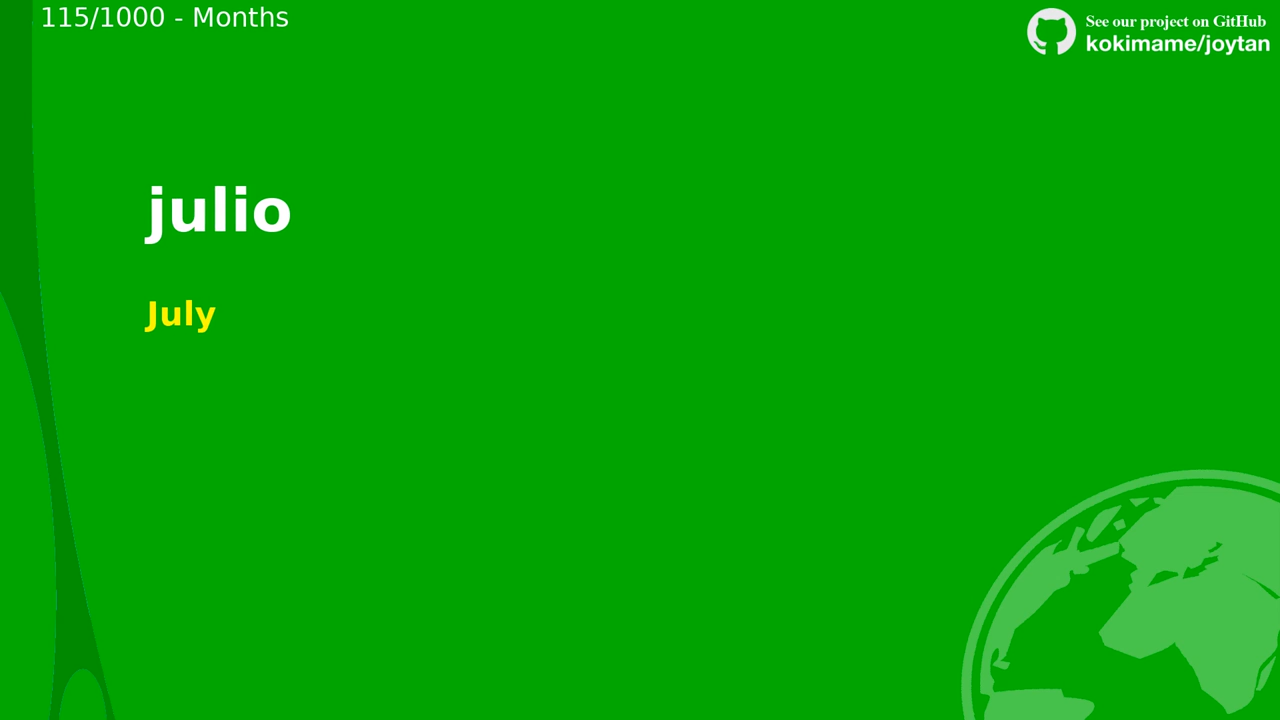 115/1000 - Months
See our project on GitHub
kokimame/joytan
julio
July